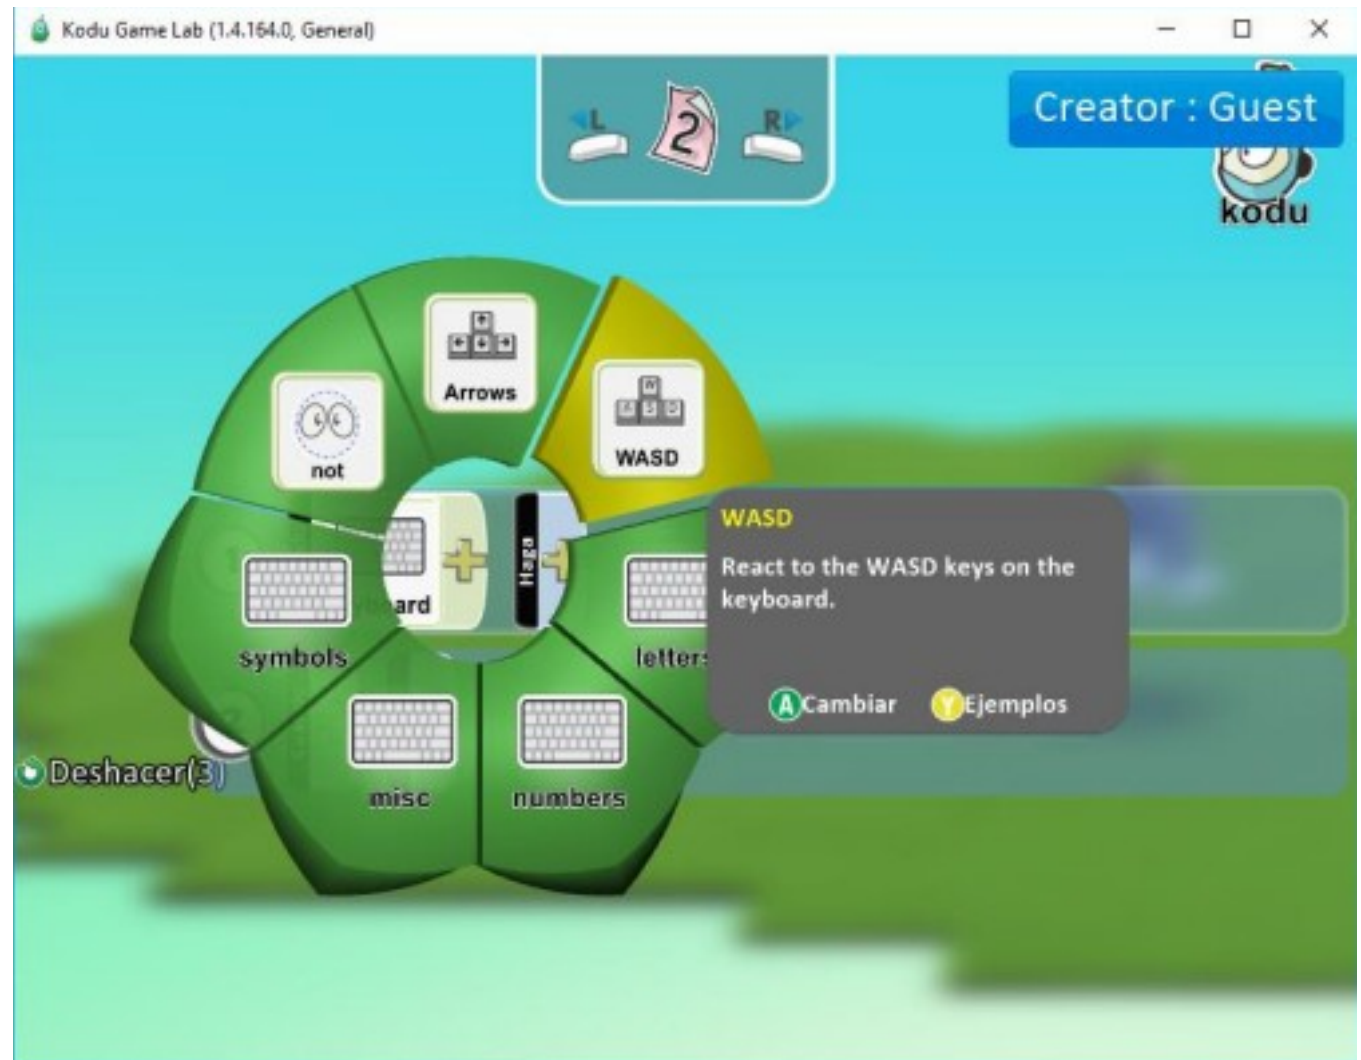 Kodu Game Lab (1.4.164.0, General)
L
2
R
Creator : Guest
kodu
Arrows
W
A S D
WASD
not
Haga
WASD
React to the WASD keys on the
keyboard.
board
symbols
letters
A Cambiar
Y Ejemplos
Deshacer(3)
misc
numbers